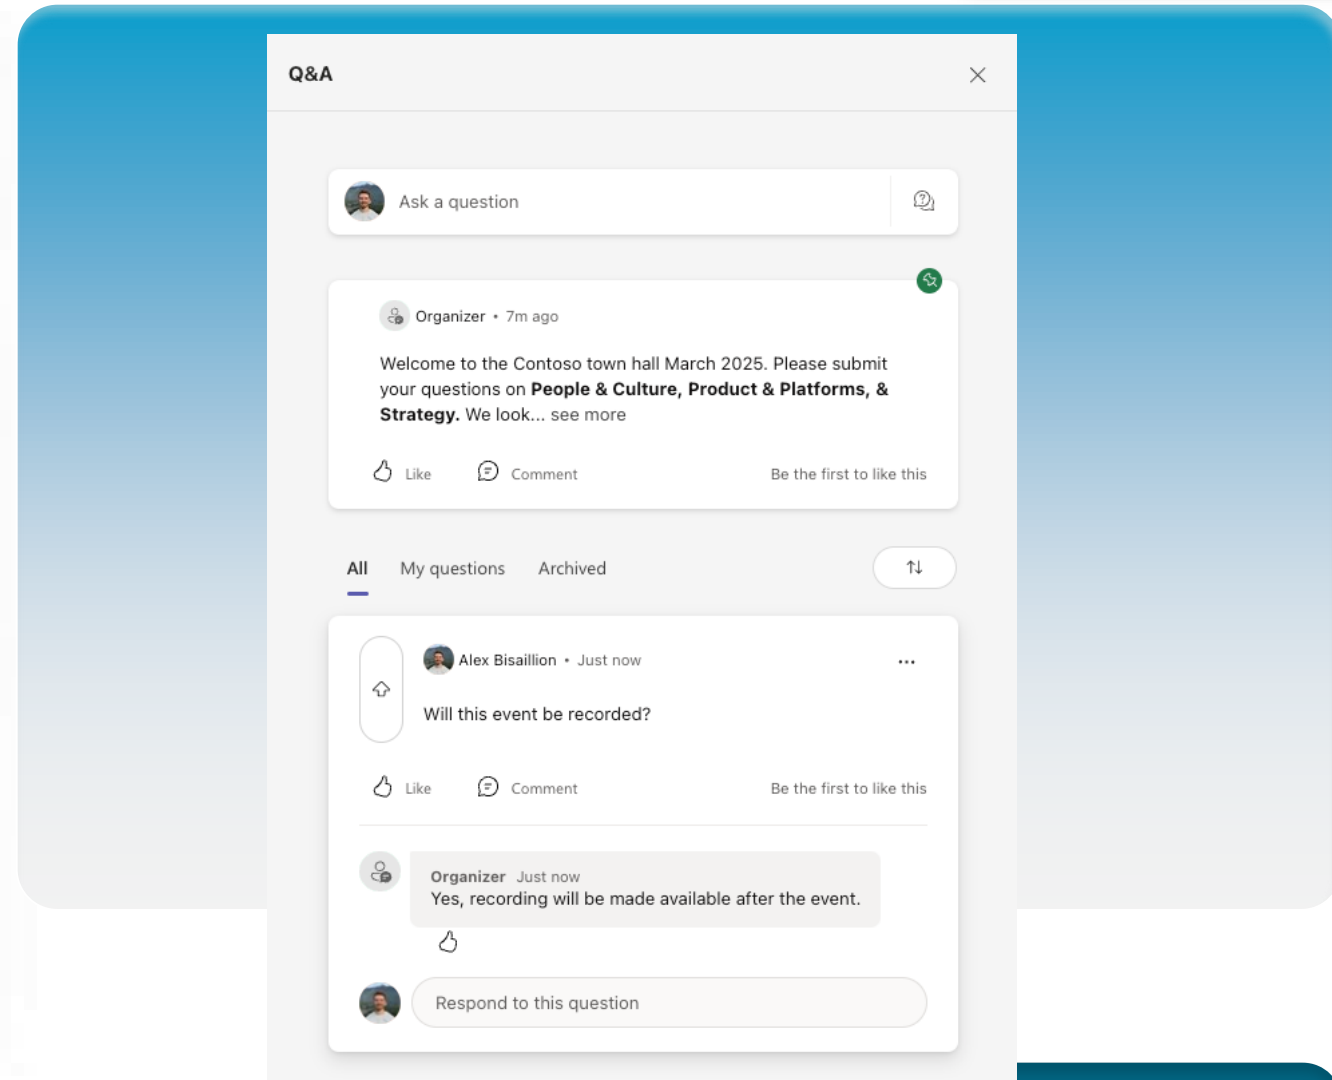 Q&A
Ask a question
Organizer • 7m ago
Welcome to the Contoso town hall March 2025. Please submit
your questions on People & Culture, Product & Platforms, &
Strategy. We look... see more
Like Comment Be the first to like this
All My questions Archived
Alex Bisaillion • Just now
Will this event be recorded?
Like Comment Be the first to like this
Organizer Just now
Yes, recording will be made available after the event.
Respond to this question